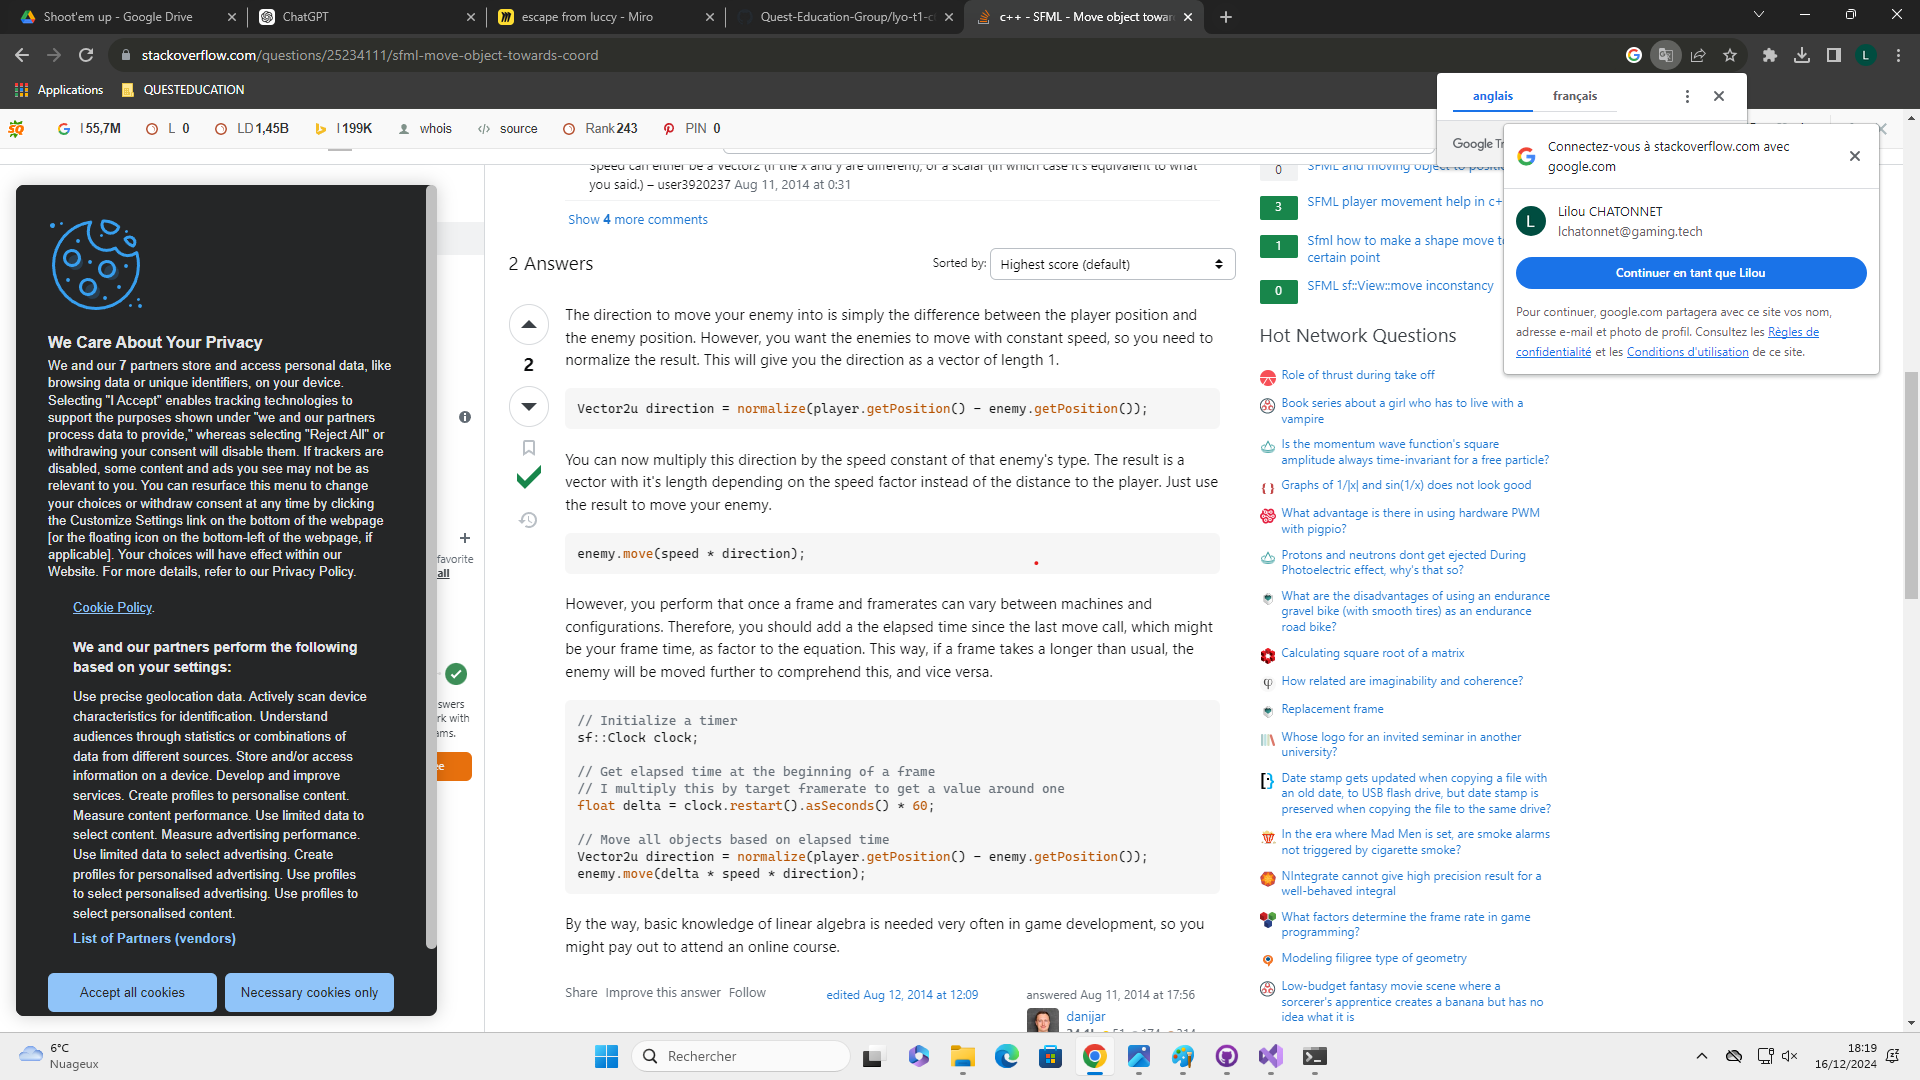 Shoot'em up - Google Drive
ChatGPT
escape from luccy - Miro
Quest-Education-Group/lyo-t1-c
c++ - SFML - Move object towar
stackoverflow.com/questions/25234111/sfml-move-object-towards-coord
L
Applications
QUESTEDUCATION
I 55,7M
L 0
LD 1,45B
I 199K
whois
source
Rank 243
PIN 0
anglais
français
Google Tr
Connectez-vous à stackoverflow.com avec
google.com
L
Lilou CHATONNET
lchatonnet@gaming.tech
Continuer en tant que Lilou
Pour continuer, google.com partagera avec ce site vos nom,
adresse e-mail et photo de profil. Consultez les Règles de
confidentialité et les Conditions d'utilisation de ce site.
We Care About Your Privacy
We and our 7 partners store and access personal data, like
browsing data or unique identifiers, on your device.
Selecting "I Accept" enables tracking technologies to
support the purposes shown under "we and our partners
process data to provide," whereas selecting "Reject All" or
withdrawing your consent will disable them. If trackers are
disabled, some content and ads you see may not be as
relevant to you. You can resurface this menu to change
your choices or withdraw consent at any time by clicking
the Customize Settings link on the bottom of the webpage
[or the floating icon on the bottom-left of the webpage, if
applicable]. Your choices will have effect within our
Website. For more details, refer to our Privacy Policy.
Cookie Policy.
We and our partners perform the following
based on your settings:
Use precise geolocation data. Actively scan device
characteristics for identification. Understand
audiences through statistics or combinations of
data from different sources. Store and/or access
information on a device. Develop and improve
services. Create profiles to personalise content.
Measure content performance. Use limited data to
select content. Measure advertising performance.
Use limited data to select advertising. Create
profiles for personalised advertising. Use profiles
to select personalised advertising. Use profiles to
select personalised content.
List of Partners (vendors)
Accept all cookies
Necessary cookies only
favorite
all
swers
rk with
ams.
ee
Speed can either be a Vector2 (if the x and y are different), or a scalar (in which case it's equivalent to what
you said.) – user3920237 Aug 11, 2014 at 0:31
Show 4 more comments
2 Answers
Sorted by:
Highest score (default)
2
The direction to move your enemy into is simply the difference between the player position and
the enemy position. However, you want the enemies to move with constant speed, so you need to
normalize the result. This will give you the direction as a vector of length 1.
Vector2u direction = normalize(player.getPosition() - enemy.getPosition());
You can now multiply this direction by the speed constant of that enemy's type. The result is a
vector with it's length depending on the speed factor instead of the distance to the player. Just use
the result to move your enemy.
enemy.move(speed * direction);
However, you perform that once a frame and framerates can vary between machines and
configurations. Therefore, you should add a the elapsed time since the last move call, which might
be your frame time, as factor to the equation. This way, if a frame takes a longer than usual, the
enemy will be moved further to comprehend this, and vice versa.
// Initialize a timer
sf::Clock clock;
// Get elapsed time at the beginning of a frame
// I multiply this by target framerate to get a value around one
float delta = clock.restart().asSeconds() * 60;
// Move all objects based on elapsed time
Vector2u direction = normalize(player.getPosition() - enemy.getPosition());
enemy.move(delta * speed * direction);
By the way, basic knowledge of linear algebra is needed very often in game development, so you
might pay out to attend an online course.
Share Improve this answer Follow
edited Aug 12, 2014 at 12:09
answered Aug 11, 2014 at 17:56
danijar
0 SFML and moving object to positi
3 SFML player movement help in c+
1 Sfml how to make a shape move to
certain point
0 SFML sf::View::move inconstancy
Hot Network Questions
Role of thrust during take off
Book series about a girl who has to live with a
vampire
Is the momentum wave function's square
amplitude always time-invariant for a free particle?
Graphs of 1/|x| and sin(1/x) does not look good
What advantage is there in using hardware PWM
with pigpio?
Protons and neutrons dont get ejected During
Photoelectric effect, why's that so?
What are the disadvantages of using an endurance
gravel bike (with smooth tires) as an endurance
road bike?
Calculating square root of a matrix
How related are imaginability and coherence?
Replacement frame
Whose logo for an invited seminar in another
university?
Date stamp gets updated when copying a file with
an old date, to USB flash drive, but date stamp is
preserved when copying the file to the same drive?
In the era where Mad Men is set, are smoke alarms
not triggered by cigarette smoke?
NIntegrate cannot give high precision result for a
well-behaved integral
What factors determine the frame rate in game
programming?
Modeling filigree type of geometry
Low-budget fantasy movie scene where a
sorcerer's apprentice creates a banana but has no
idea what it is
6°C
Nuageux
Rechercher
18:19
16/12/2024